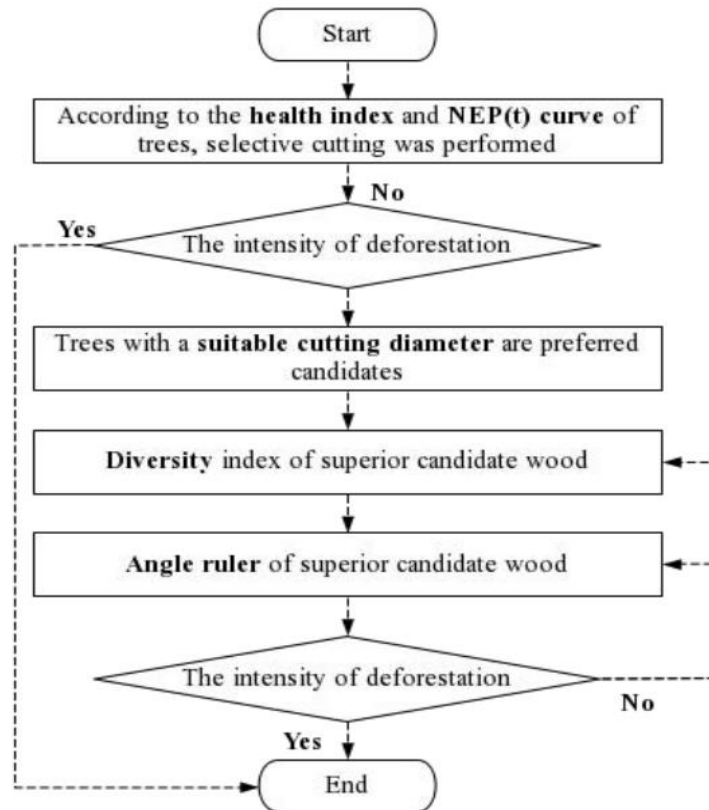 Start
According to the health index and NEP(t) curve of
trees, selective cutting was performed
No
Yes
The intensity of deforestation
Trees with a suitable cutting diameter are preferred
candidates
Diversity index of superior candidate wood
Angle ruler of superior candidate wood
The intensity of deforestation
No
Yes
End